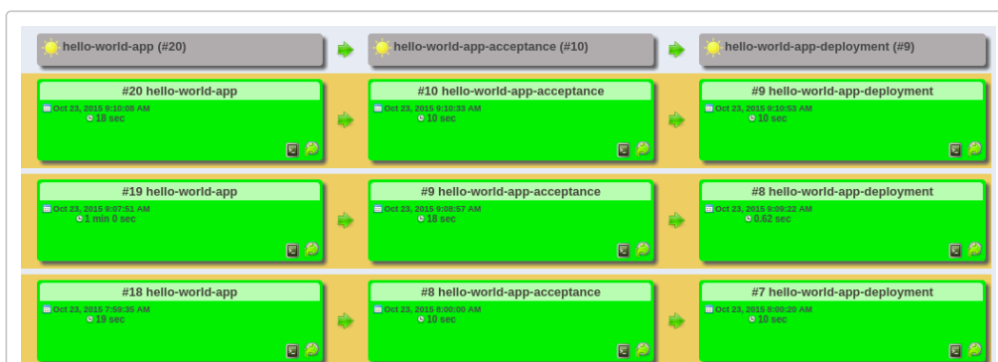 hello-world-app (#20)
hello-world-app-acceptance (#10)
hello-world-app-deployment (#9)
#20 hello-world-app
Oct 23, 2015 9:10:08 AM
18 sec
#10 hello-world-app-acceptance
Oct 23, 2015 9:10:33 AM
10 sec
#9 hello-world-app-deployment
Oct 23, 2015 9:10:53 AM
10 sec
#19 hello-world-app
Oct 23, 2015 9:07:51 AM
1 min 0 sec
#9 hello-world-app-acceptance
Oct 23, 2015 9:08:57 AM
18 sec
#8 hello-world-app-deployment
Oct 23, 2015 9:09:22 AM
0.62 sec
#18 hello-world-app
Oct 23, 2015 7:59:35 AM
19 sec
#8 hello-world-app-acceptance
Oct 23, 2015 8:00:00 AM
10 sec
#7 hello-world-app-deployment
Oct 23, 2015 8:00:20 AM
10 sec